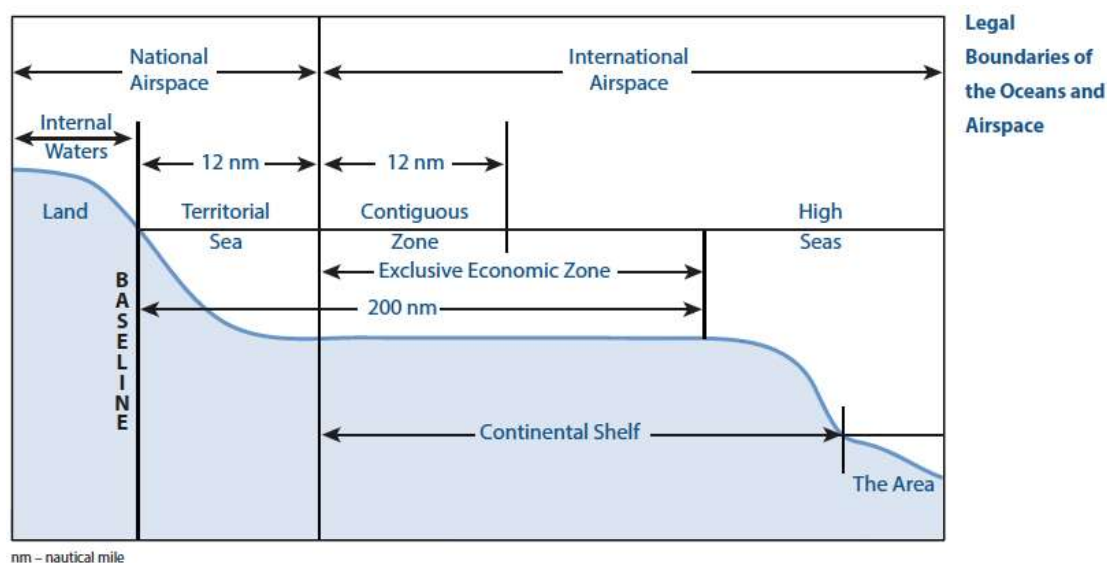 National
Airspace
International
Airspace
Legal
Boundaries of
the Oceans and
Airspace
Internal
Waters
12 nm
12 nm
Land
Territorial
Sea
Contiguous
Zone
High
Seas
Exclusive Economic Zone
200 nm
BASELINE
Continental Shelf
The Area
nm – nautical mile